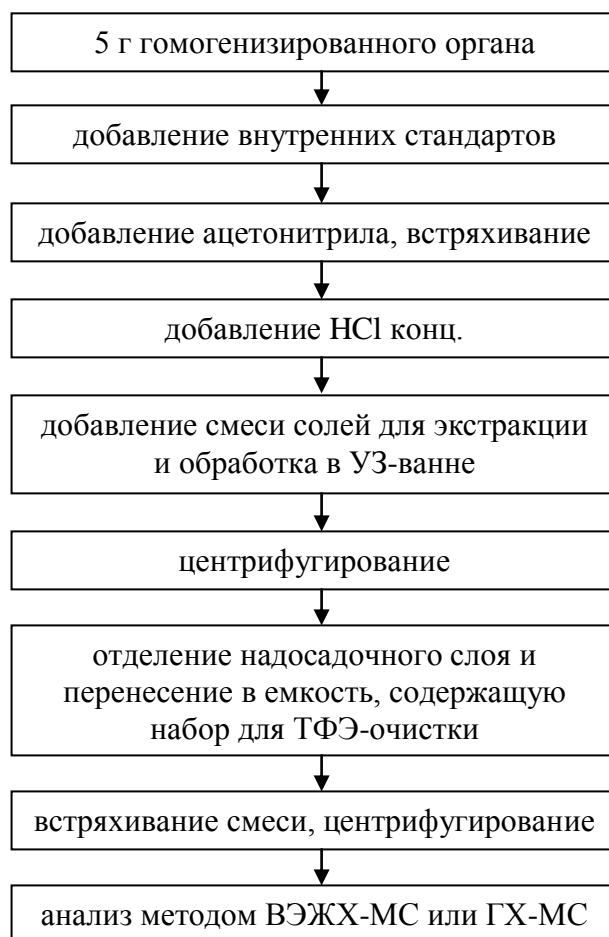 5 г гомогенизированного органа
добавление внутренних стандартов
добавление ацетонитрила, встряхивание
добавление HCl конц.
добавление смеси солей для экстракции
и обработка в УЗ-ванне
центрифугирование
отделение надосадочного слоя и
перенесение в емкость, содержащую
набор для ТФЭ-очистки
встряхивание смеси, центрифугирование
анализ методом ВЭЖХ-МС или ГХ-МС